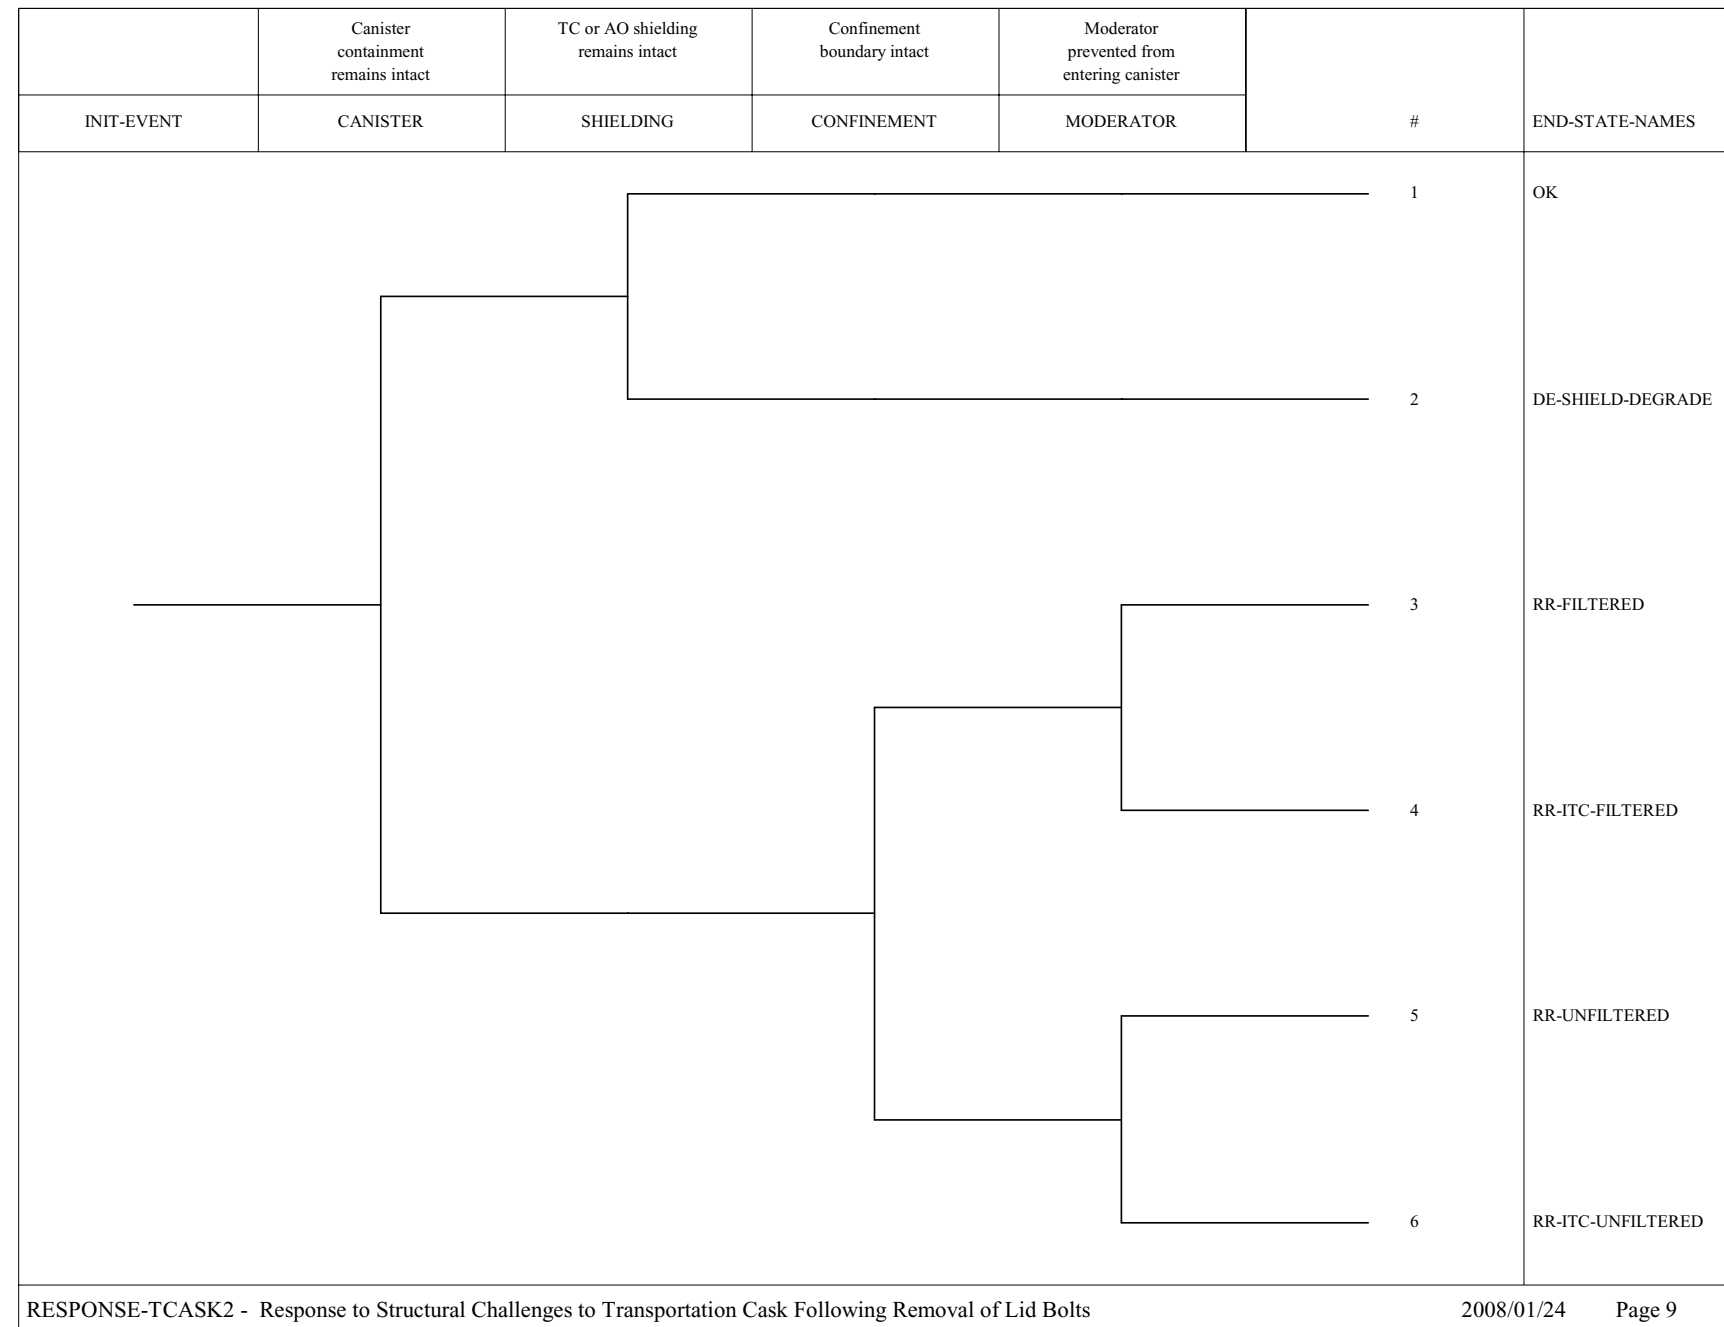 Canister
containment
remains intact
TC or AO shielding
remains intact
Confinement
boundary intact
Moderator
prevented from
entering canister
INIT-EVENT
CANISTER
SHIELDING
CONFINEMENT
MODERATOR
#
END-STATE-NAMES
1 OK
2 DE-SHIELD-DEGRADE
3 RR-FILTERED
4 RR-ITC-FILTERED
5 RR-UNFILTERED
6 RR-ITC-UNFILTERED
RESPONSE-TCASK2 - Response to Structural Challenges to Transportation Cask Following Removal of Lid Bolts 2008/01/24 Page 9